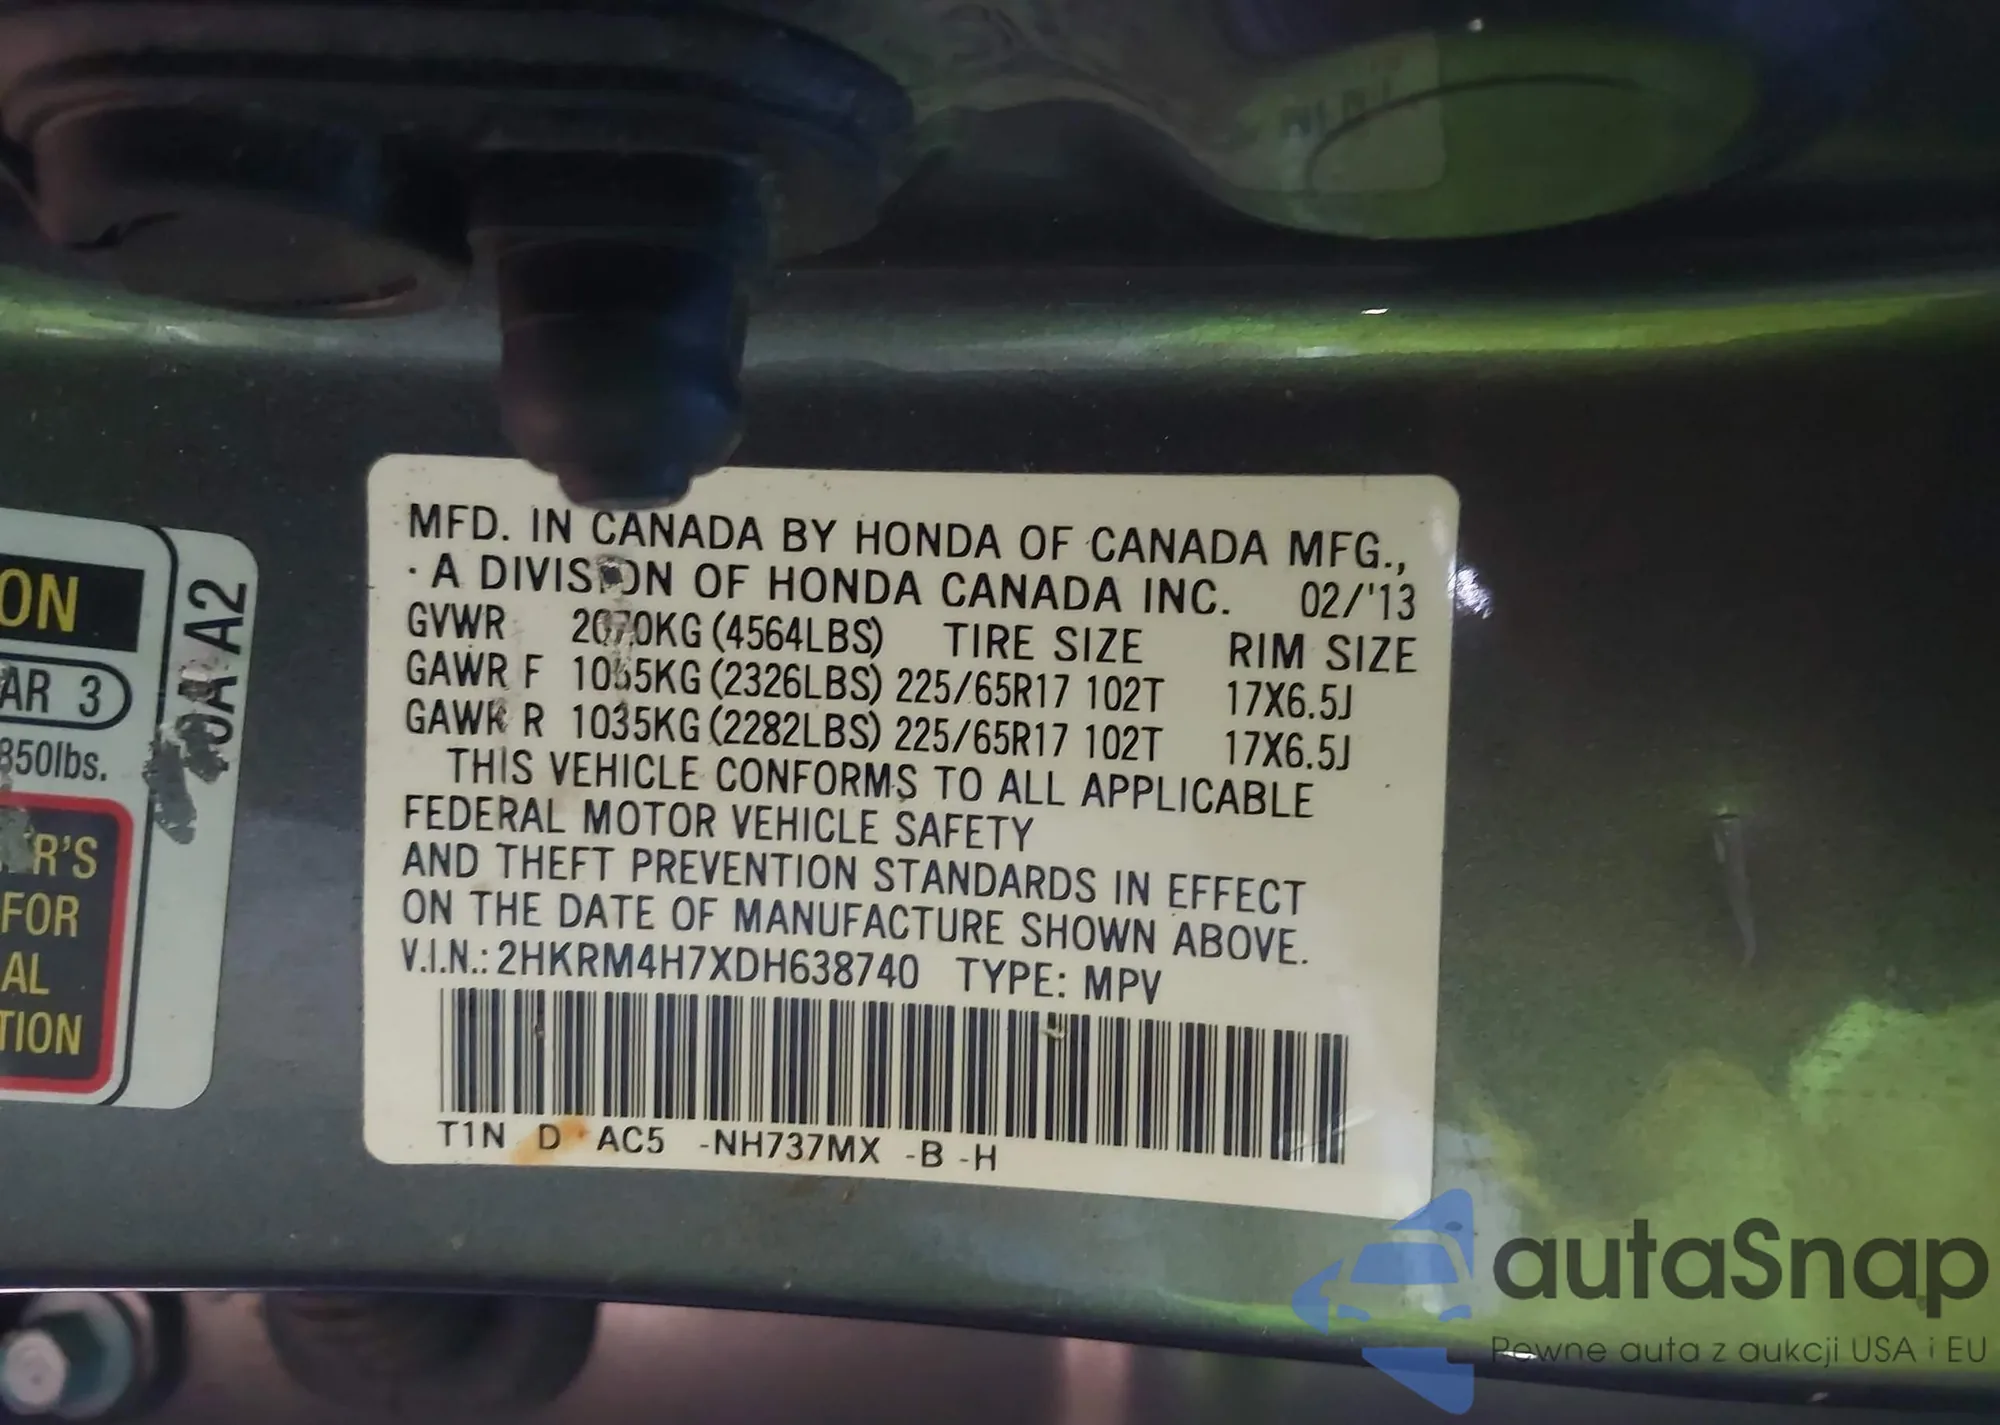 ON
AR 3
850lbs.
R'S
FOR
AL
TION
A2
MFD. IN CANADA BY HONDA OF CANADA MFG.,
A DIVISION OF HONDA CANADA INC. 02/'13
GVWR 2070KG (4564LBS) TIRE SIZE RIM SIZE
GAWR F 1055KG (2326LBS) 225/65R17 102T 17X6.5J
GAWR R 1035KG (2282LBS) 225/65R17 102T 17X6.5J
THIS VEHICLE CONFORMS TO ALL APPLICABLE
FEDERAL MOTOR VEHICLE SAFETY
AND THEFT PREVENTION STANDARDS IN EFFECT
ON THE DATE OF MANUFACTURE SHOWN ABOVE.
V.I.N.: 2HKRM4H7XDH638740 TYPE: MPV
T1N D AC5 -NH737MX -B -H
autaSnap
Pewne auta z aukcji USA i EU